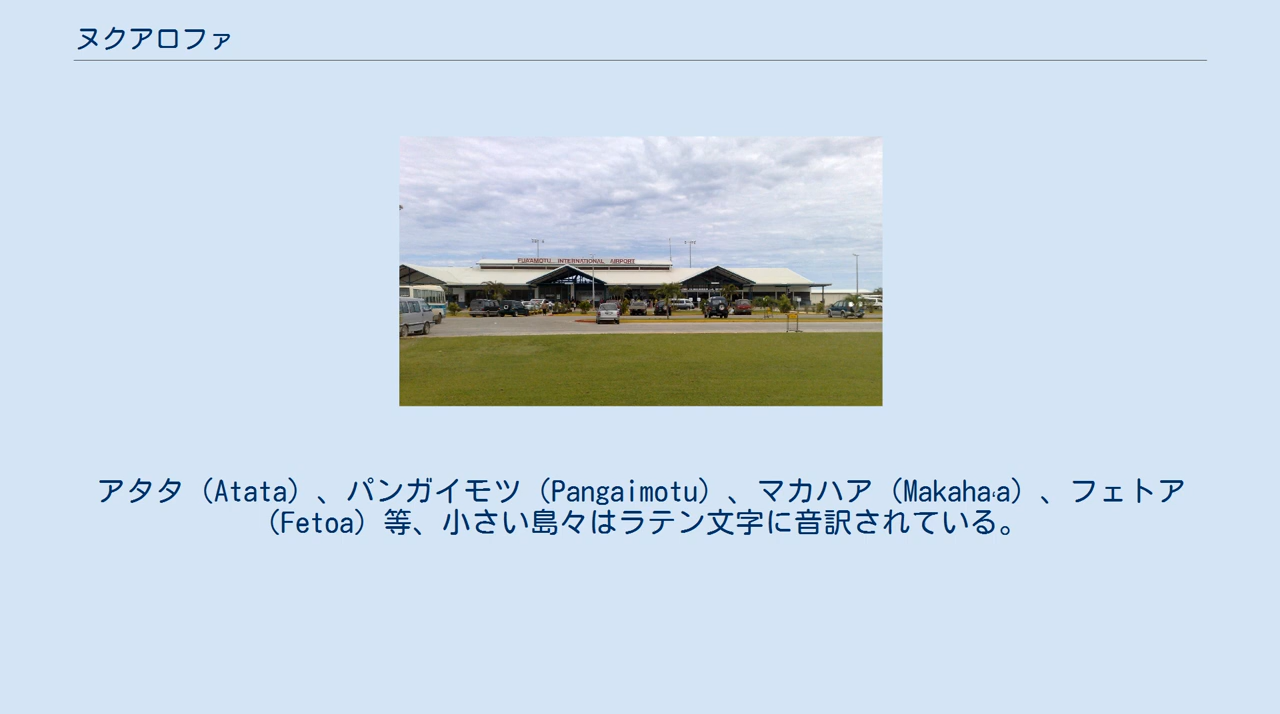 ヌクアロファ
FUA'AMOTU INTERNATIONAL AIRPORT
アタタ（Atata）、パンガイモツ（Pangaimotu）、マカハア（Makaha'a）、フェトア
（Fetoa）等、小さい島々はラテン文字に音訳されている。